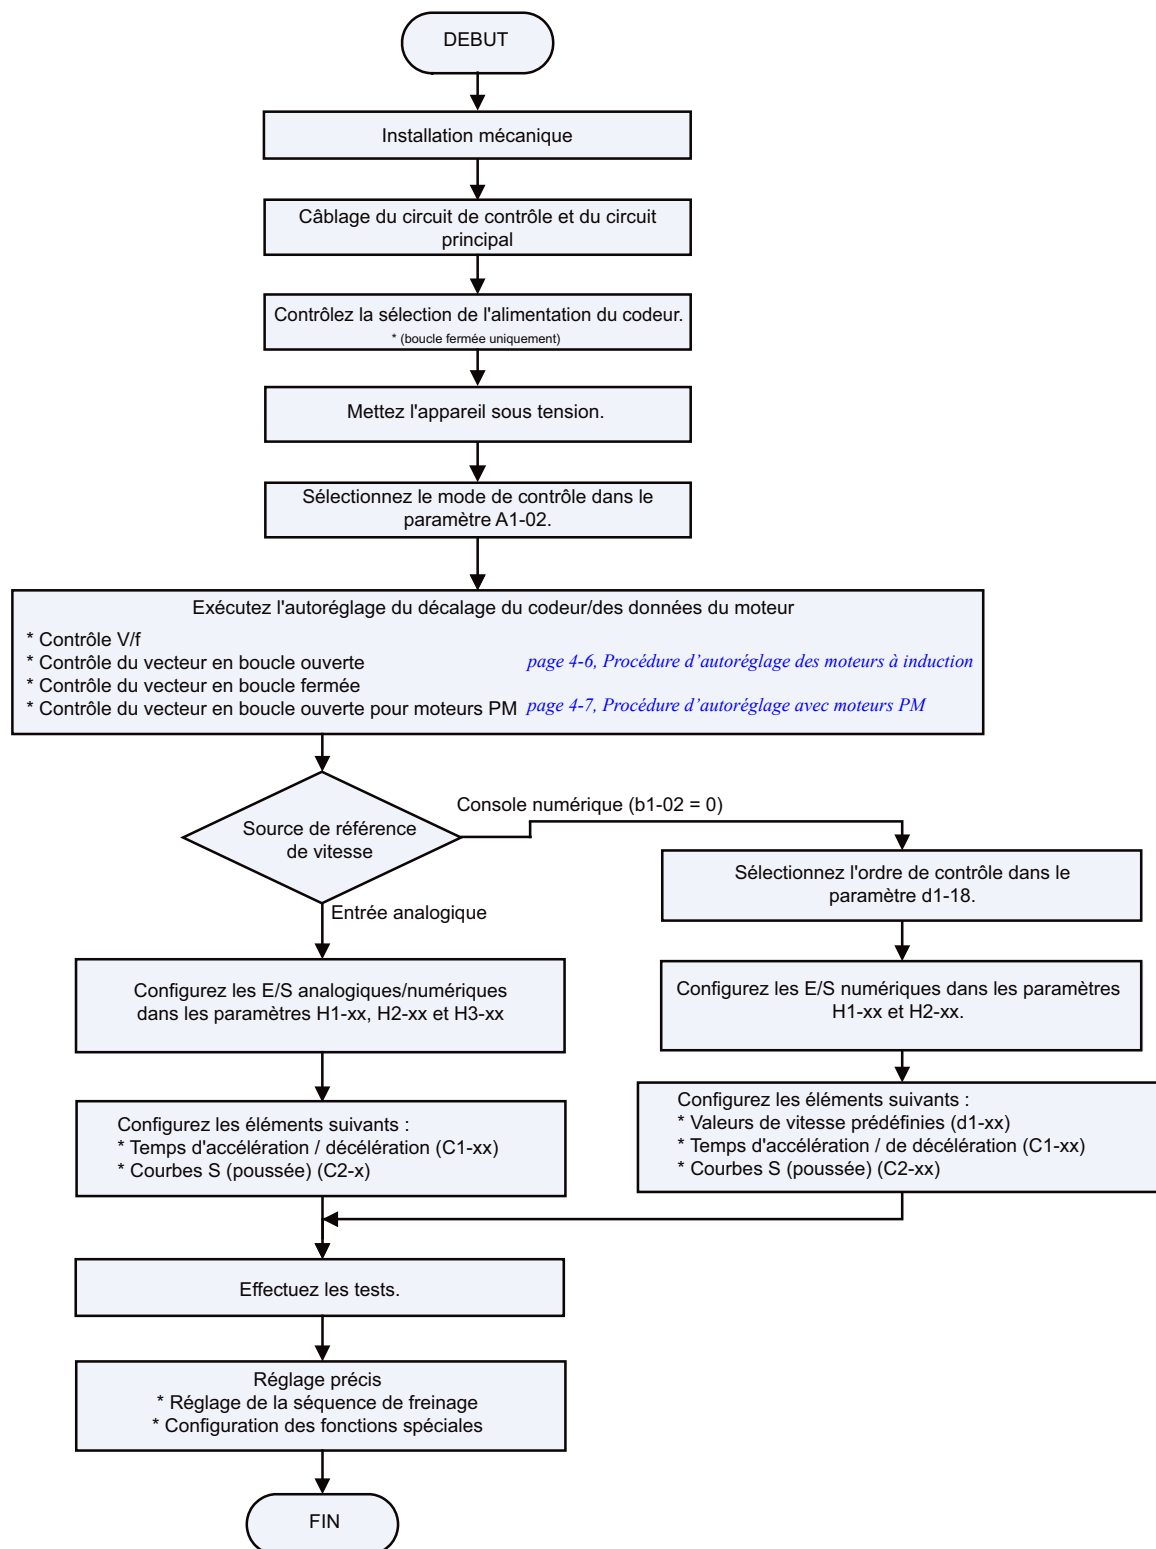 DEBUT
Installation mécanique
Câblage du circuit de contrôle et du circuit
principal
Contrôlez la sélection de l'alimentation du codeur.
* (boucle fermée uniquement)
Mettez l'appareil sous tension.
Sélectionnez le mode de contrôle dans le
paramètre A1-02.
Exécutez l'autoréglage du décalage du codeur/des données du moteur
* Contrôle V/f
* Contrôle du vecteur en boucle ouverte
page 4-6, Procédure d’autoréglage des moteurs à induction
* Contrôle du vecteur en boucle fermée
* Contrôle du vecteur en boucle ouverte pour moteurs PM
page 4-7, Procédure d’autoréglage avec moteurs PM
Source de référence
de vitesse
Console numérique (b1-02 = 0)
Entrée analogique
Sélectionnez l'ordre de contrôle dans le
paramètre d1-18.
Configurez les E/S analogiques/numériques
dans les paramètres H1-xx, H2-xx et H3-xx
Configurez les E/S numériques dans les paramètres
H1-xx et H2-xx.
Configurez les éléments suivants :
* Temps d'accélération / décélération (C1-xx)
* Courbes S (poussée) (C2-x)
Configurez les éléments suivants :
* Valeurs de vitesse prédéfinies (d1-xx)
* Temps d'accélération / de décélération (C1-xx)
* Courbes S (poussée) (C2-xx)
Effectuez les tests.
Réglage précis
* Réglage de la séquence de freinage
* Configuration des fonctions spéciales
FIN